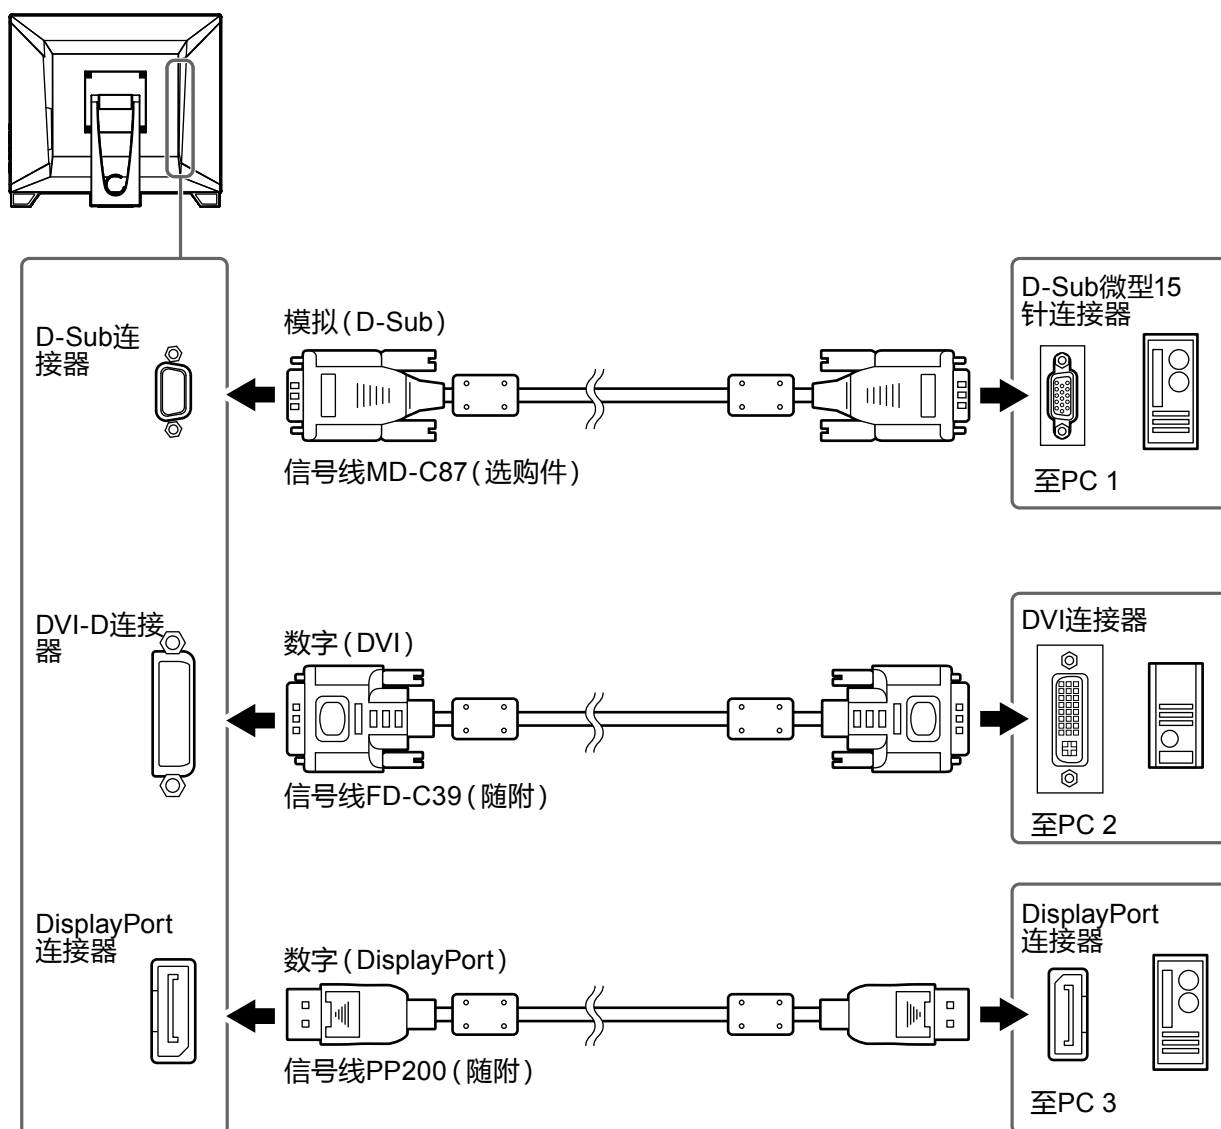 D-Sub连
接器
模拟(D-Sub)
信号线MD-C87(选购件)
D-Sub微型15
针连接器
至PC 1
DVI-D连接
器
数字(DVI)
信号线FD-C39(随附)
DVI连接器
至PC 2
DisplayPort
连接器
数字(DisplayPort)
信号线PP200(随附)
DisplayPort
连接器
至PC 3